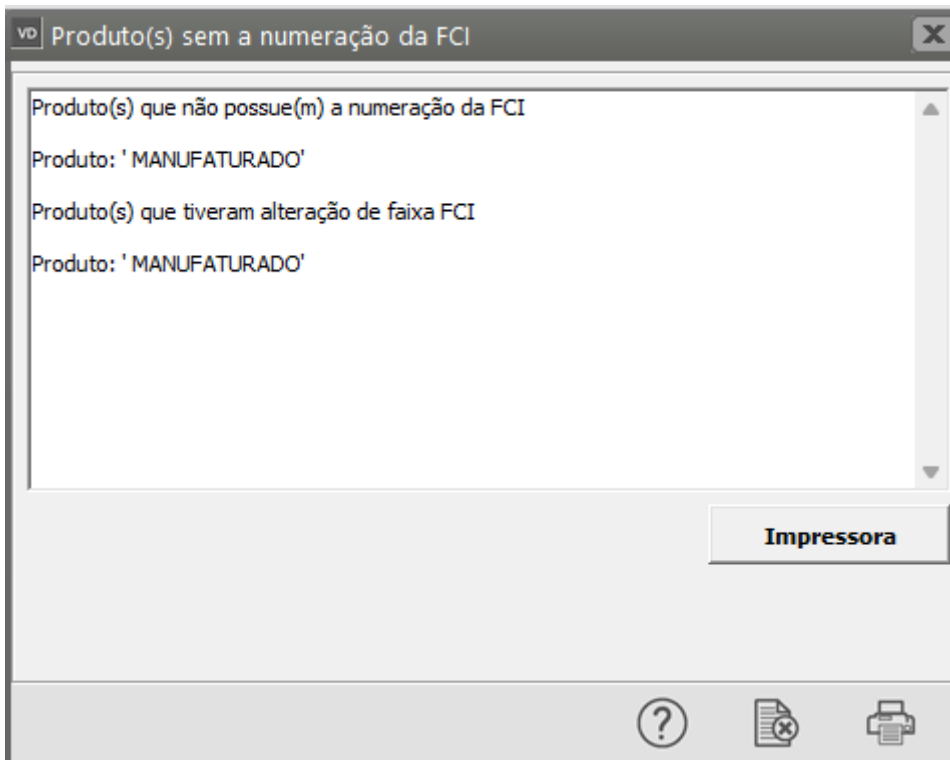 VD Produto(s) sem a numeração da FCI
Produto(s) que não possue(m) a numeração da FCI
Produto: ' MANUFATURADO'
Produto(s) que tiveram alteração de faixa FCI
Produto: ' MANUFATURADO'
Impressora